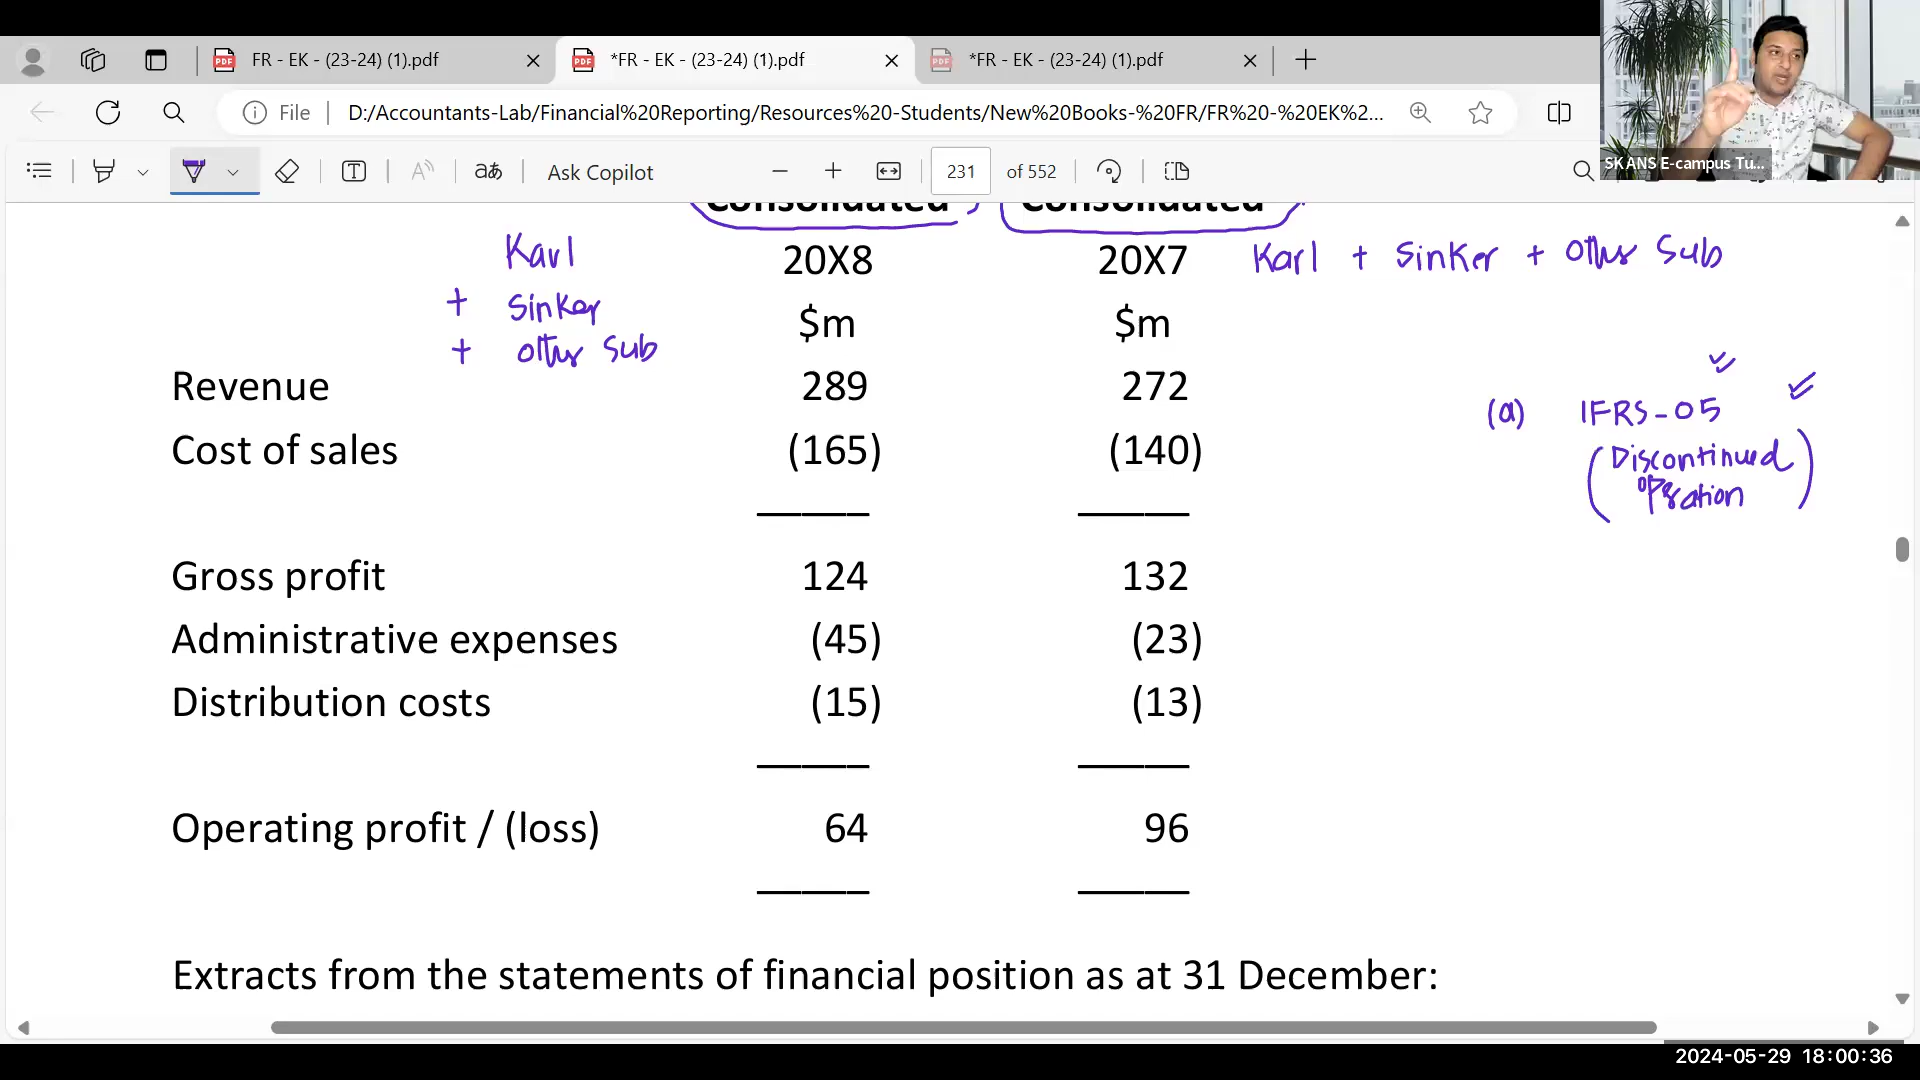 FR - EK - (23-24) (1).pdf
*FR - EK - (23-24) (1).pdf
*FR - EK - (23-24) (1).pdf
File
D:/Accountants-Lab/Financial%20Reporting/Resources%20-Students/New%20Books-%20FR/FR%20-%20EK%2...
Ask Copilot
231 of 552
SKANS E-campus Tu...
Consolidated Consolidated
Karl 20X8 20X7 Karl + Sinker + other Sub
+ Sinker $m $m
+ other Sub
Revenue 289 272
(a) IFRS-05
Cost of sales (165) (140)
(Discontinued
operation)
Gross profit 124 132
Administrative expenses (45) (23)
Distribution costs (15) (13)
Operating profit / (loss) 64 96
Extracts from the statements of financial position as at 31 December:
2024-05-29 18:00:36